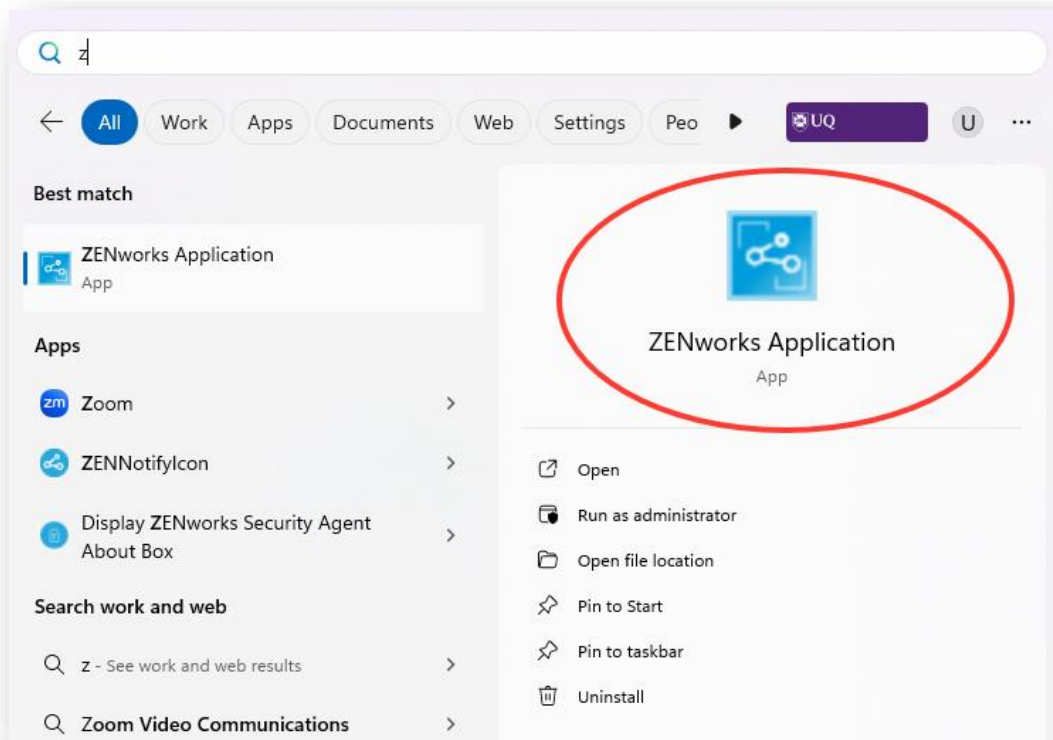 z
All
Work
Apps
Documents
Web
Settings
Peo
UQ
U
Best match
ZENworks Application
App
Apps
zm
Zoom
ZENNotifyIcon
Display ZENworks Security Agent
About Box
Search work and web
z - See work and web results
Zoom Video Communications
ZENworks Application
App
Open
Run as administrator
Open file location
Pin to Start
Pin to taskbar
Uninstall